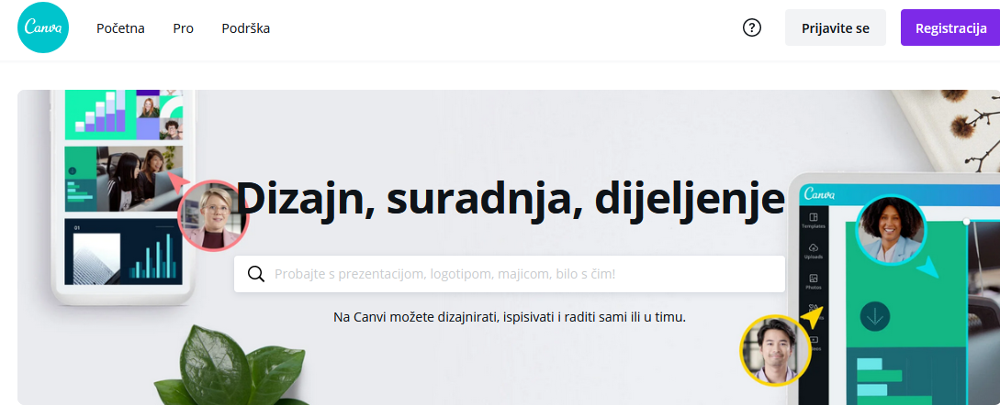 Canva
Početna
Pro
Podrška
?
Prijavite se
Registracija
Dizajn, suradnja, dijeljenje
Probajte s prezentacijom, logotipom, majicom, bilo s čim!
Na Canvi možete dizajnirati, ispisivati i raditi sami ili u timu.
01
Canva
Templates
Uploads
Photos